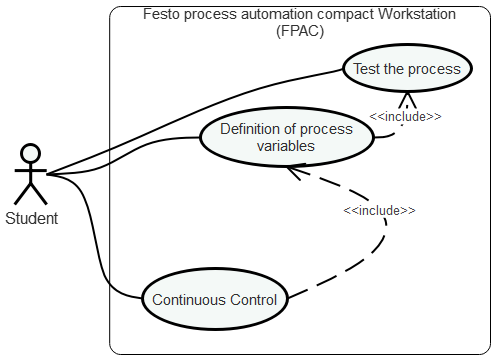 Festo process automation compact Workstation
(FPAC)
Test the process
<<include>>
Definition of process
variables
Student
<<include>>
Continuous Control